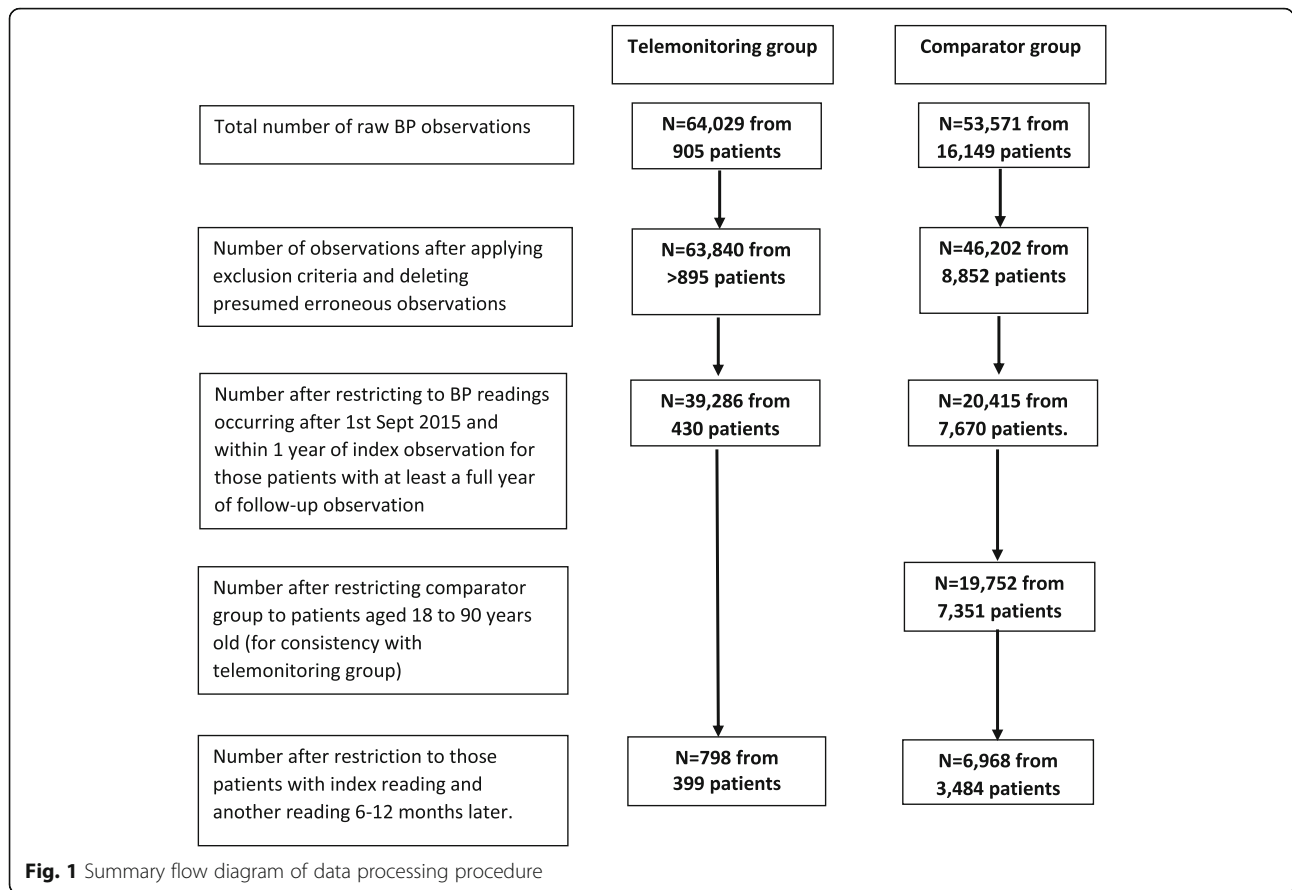 Telemonitoring group
Comparator group
Total number of raw BP observations
N=64,029 from
905 patients
N=53,571 from
16,149 patients
Number of observations after applying
exclusion criteria and deleting
presumed erroneous observations
N=63,840 from
>895 patients
N=46,202 from
8,852 patients
Number after restricting to BP readings
occurring after 1st Sept 2015 and
within 1 year of index observation for
those patients with at least a full year
of follow-up observation
N=39,286 from
430 patients
N=20,415 from
7,670 patients.
Number after restricting comparator
group to patients aged 18 to 90 years
old (for consistency with
telemonitoring group)
N=19,752 from
7,351 patients
Number after restriction to those
patients with index reading and
another reading 6-12 months later.
N=798 from
399 patients
N=6,968 from
3,484 patients
Fig. 1 Summary flow diagram of data processing procedure